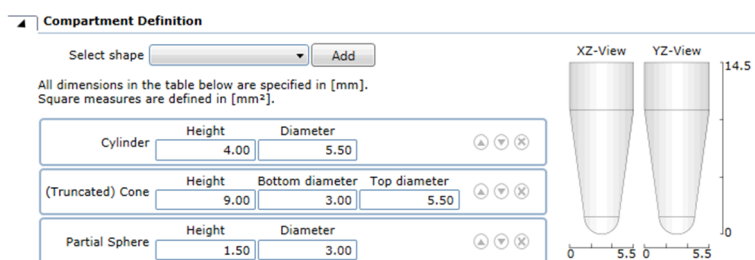 Compartment Definition
Select shape Add
All dimensions in the table below are specified in [mm].
Square measures are defined in [mm²].
Cylinder Height Diameter
4.00 5.50
(Truncated) Cone Height Bottom diameter Top diameter
9.00 3.00 5.50
Partial Sphere Height Diameter
1.50 3.00
XZ-View YZ-View
14.5
0
0 5.5 0 5.5